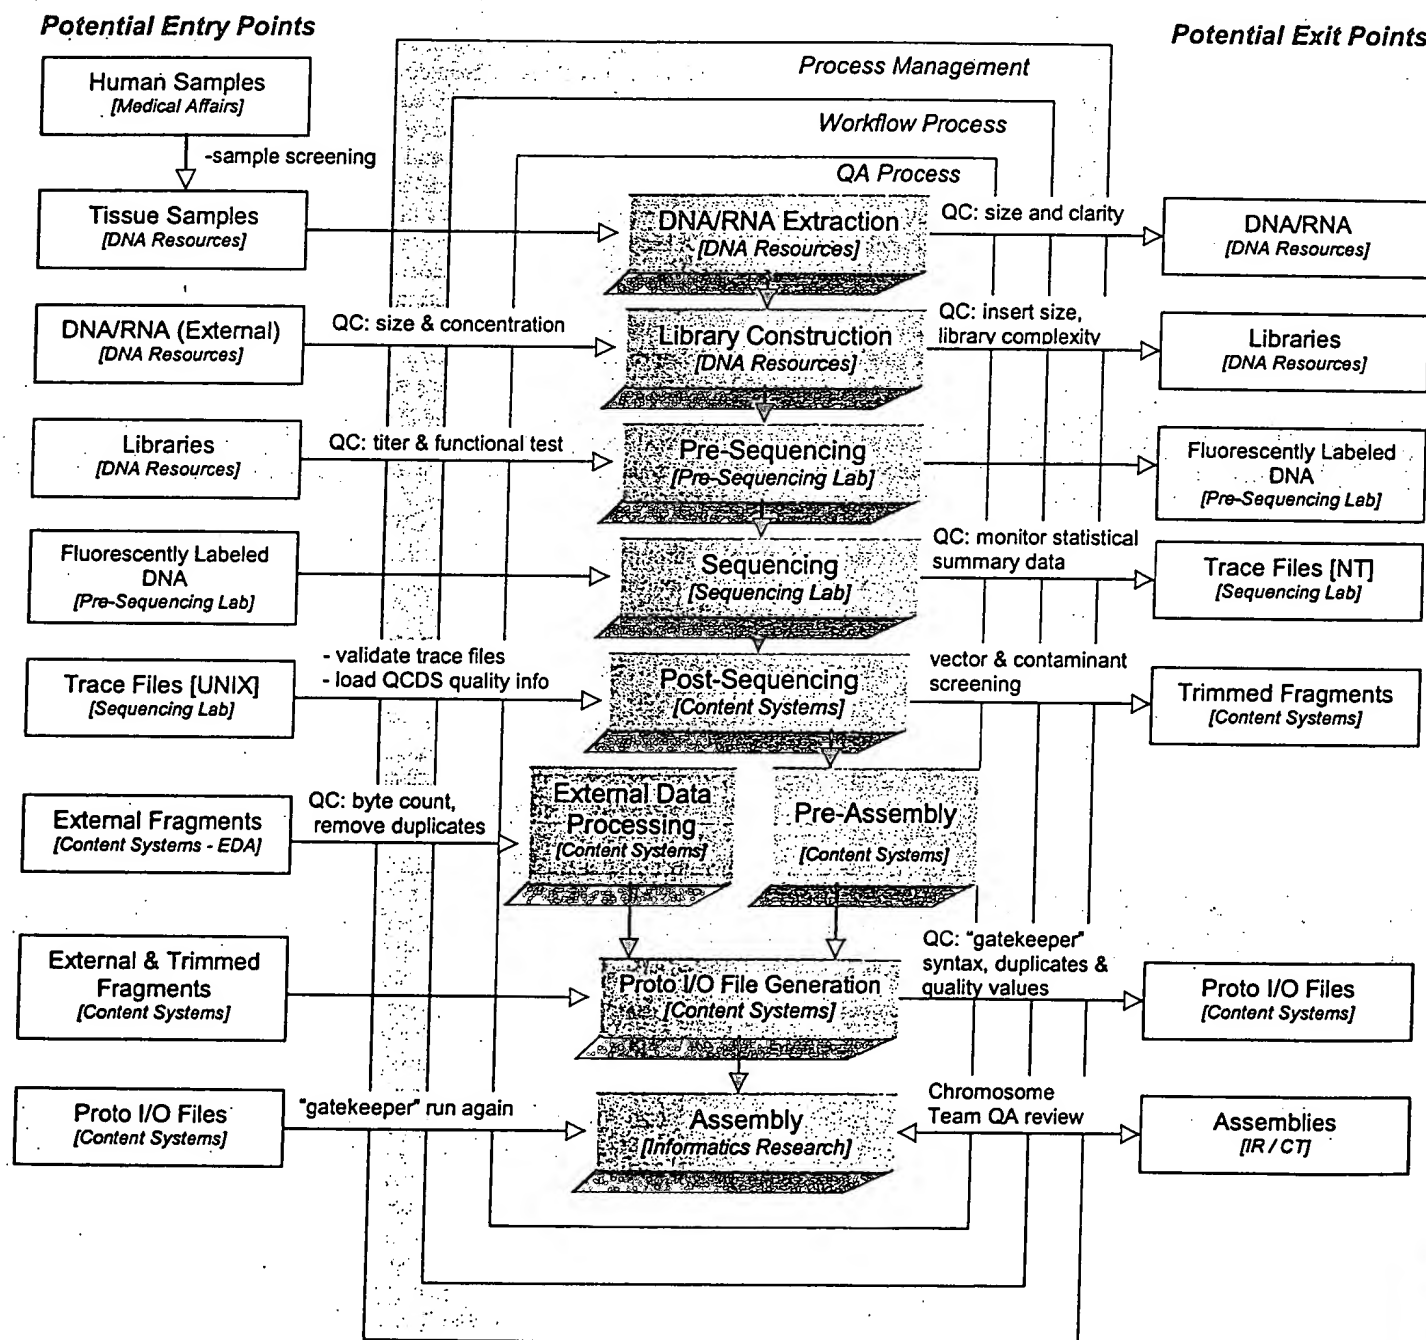 Potential Entry Points
Potential Exit Points
Process Management
Human Samples
[Medical Affairs]
Workflow Process
-sample screening
QA Process
Tissue Samples
[DNA Resources]
DNA/RNA Extraction
[DNA Resources]
QC: size and clarity
DNA/RNA
[DNA Resources]
DNA/RNA (External)
[DNA Resources]
QC: size & concentration
Library Construction
[DNA Resources]
QC: insert size,
library complexity
Libraries
[DNA Resources]
Libraries
[DNA Resources]
QC: titer & functional test
Pre-Sequencing
[Pre-Sequencing Lab]
Fluorescently Labeled
DNA
[Pre-Sequencing Lab]
Fluorescently Labeled
DNA
[Pre-Sequencing Lab]
Sequencing
[Sequencing Lab]
QC: monitor statistical
summary data
Trace Files [NT]
[Sequencing Lab]
Trace Files [UNIX]
[Sequencing Lab]
- validate trace files
- load QCDS quality info
Post-Sequencing
[Content Systems]
vector & contaminant
screening
Trimmed Fragments
[Content Systems]
External Fragments
[Content Systems - EDA]
QC: byte count,
remove duplicates
External Data
Processing
[Content Systems]
Pre-Assembly
[Content Systems]
External & Trimmed
Fragments
[Content Systems]
Proto I/O File Generation
[Content Systems]
QC: "gatekeeper"
syntax, duplicates &
quality values
Proto I/O Files
[Content Systems]
Proto I/O Files
[Content Systems]
"gatekeeper" run again
Assembly
[Informatics Research]
Chromosome
Team QA review
Assemblies
[IR / CT]